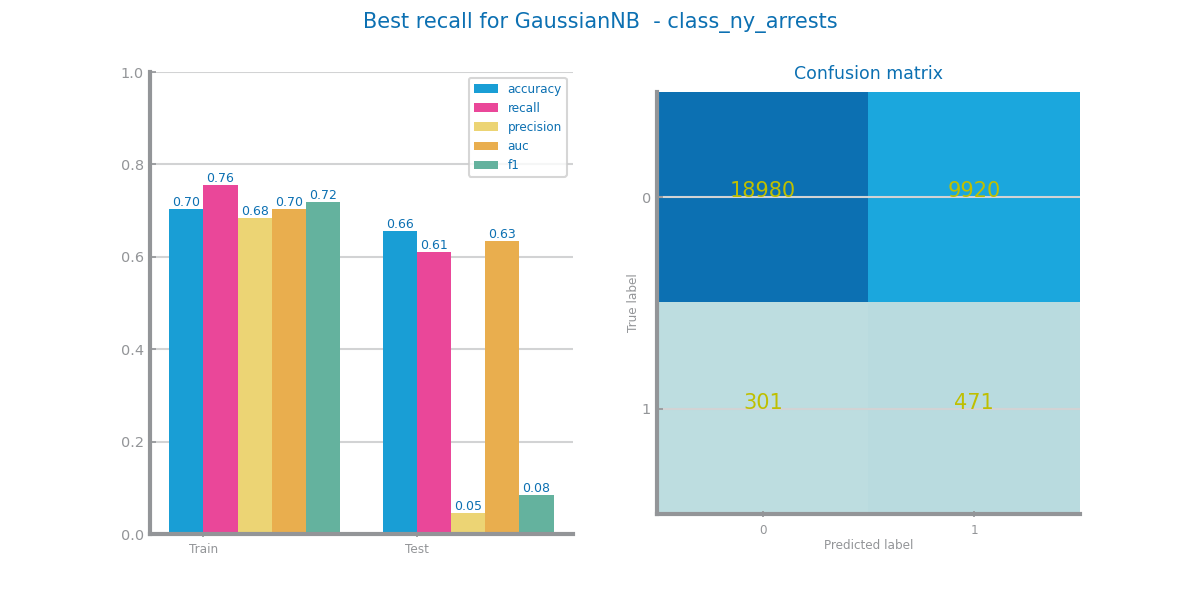 Best recall for GaussianNB - class_ny_arrests
1.0
0.8
0.6
0.4
0.2
0.0
accuracy
recall
precision
auc
f1
0.70
0.76
0.68
0.70
0.72
0.66
0.61
0.05
0.63
0.08
Train
Test
Confusion matrix
True label
0
1
18980
9920
301
471
0
1
Predicted label